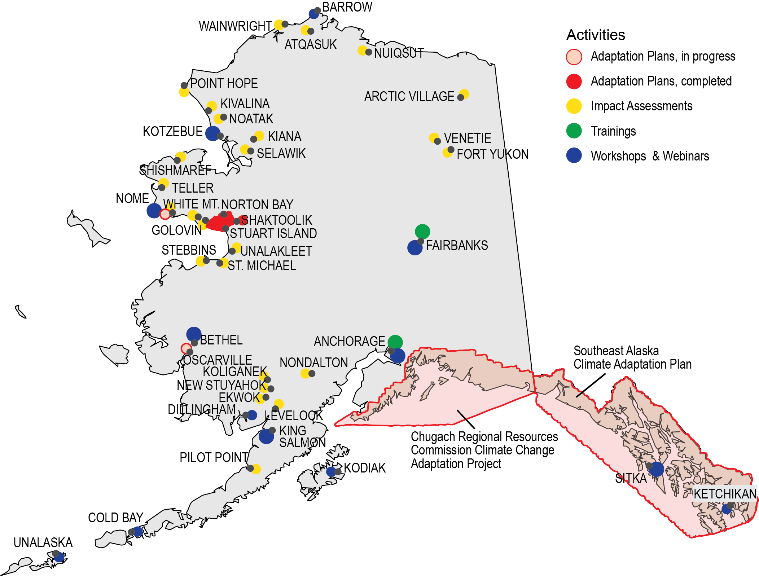 BARROW
WAINWRIGHT
ATQASUK
NUIQSUT
Activities
Adaptation Plans, in progress
Adaptation Plans, completed
Impact Assessments
Trainings
Workshops & Webinars
POINT HOPE
ARCTIC VILLAGE
KIVALINA
NOATAK
KOTZEBUE
KIANA
VENETIE
SELAWIK
FORT YUKON
SHISHMAREF
TELLER
NOME
WHITE MT.
NORTON BAY
SHAKTOOLIK
GOLOVIN
STUART ISLAND
STEBBINS
UNALAKLEET
FAIRBANKS
ST. MICHAEL
BETHEL
ANCHORAGE
OSCARVILLE
KOLIGANEK
NONDALTON
Southeast Alaska
Climate Adaptation Plan
NEW STUYAHOK
EKWOK
DILLINGHAM
LEVELOCK
KING
SALMON
Chugach Regional Resources
Commission Climate Change
Adaptation Project
PILOT POINT
KODIAK
SITKA
KETCHIKAN
COLD BAY
UNALASKA